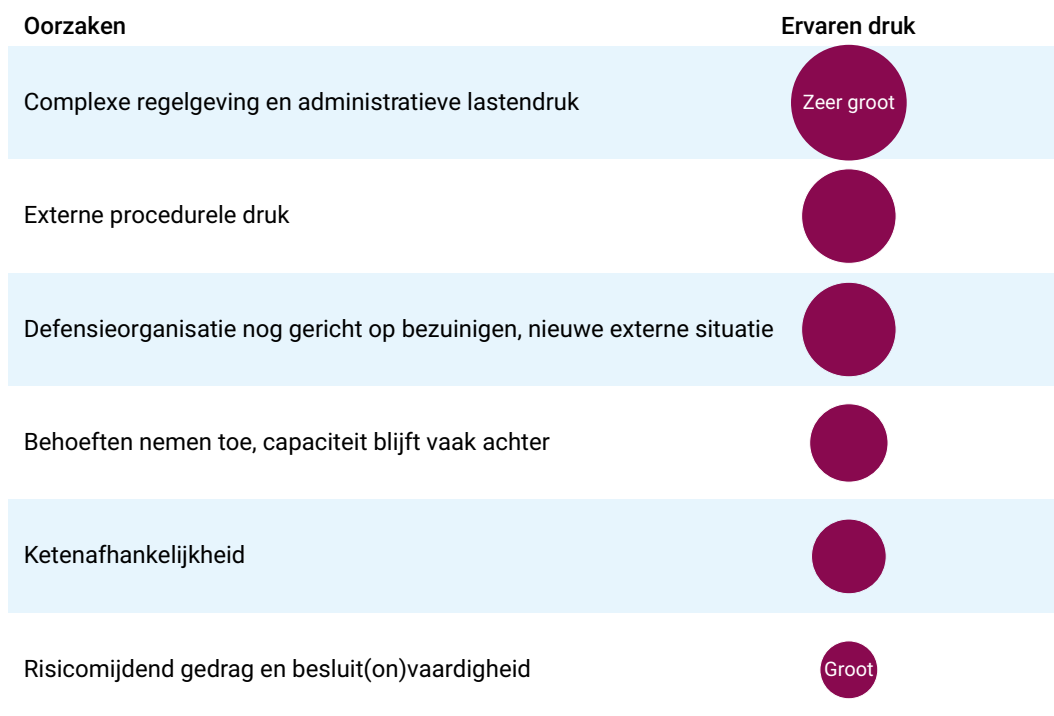 Oorzaken Ervaren druk
Complexe regelgeving en administratieve lastendruk Zeer groot
Externe procedurele druk
Defensieorganisatie nog gericht op bezuinigen, nieuwe externe situatie
Behoeften nemen toe, capaciteit blijft vaak achter
Ketenafhankelijkheid
Risicomijdend gedrag en besluit(on)vaardigheid Groot